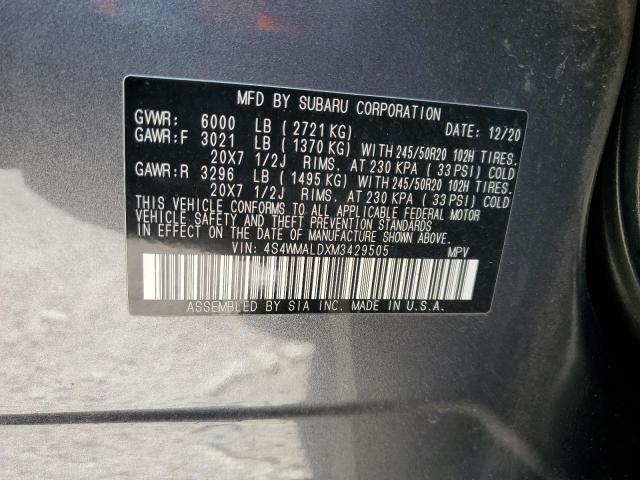 MFD BY SUBARU CORPORATION
GVWR: 6000 LB ( 2721 KG) DATE: 12/20
GAWR: F 3021 LB ( 1370 KG) WITH 245/50R20 102H TIRES.
20X7 1/2J RIMS. AT 230 KPA ( 33 PSI) COLD
GAWR: R 3296 LB ( 1495 KG) WITH 245/50R20 102H TIRES.
20X7 1/2J RIMS. AT 230 KPA ( 33 PSI) COLD
THIS VEHICLE CONFORMS TO ALL APPLICABLE FEDERAL MOTOR
VEHICLE SAFETY AND THEFT PREVENTION STANDARDS
IN EFFECT ON THE DATE OF MANUFACTURE SHOWN ABOVE.
VIN: 4S4WMALDXM3429505 MPV
ASSEMBLED BY SIA INC. MADE IN U.S.A.